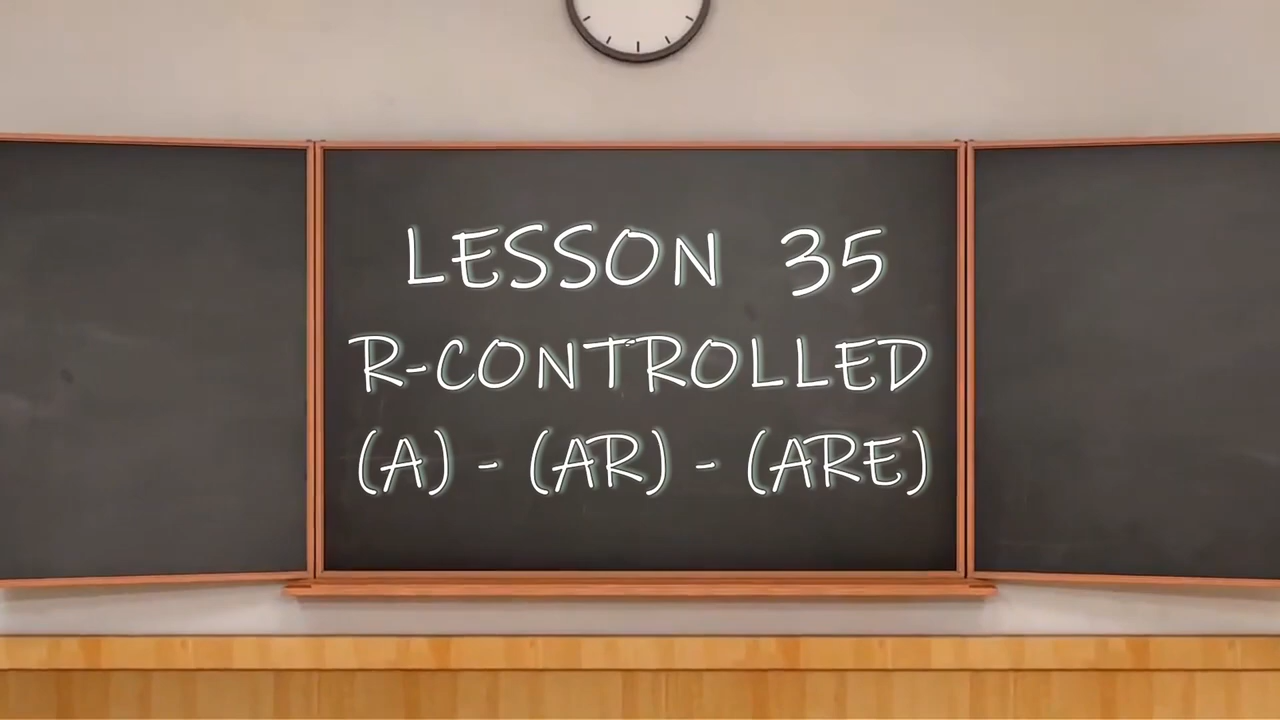 LESSON 35
R-CONTROLLED
(A) - (AR) - (ARE)